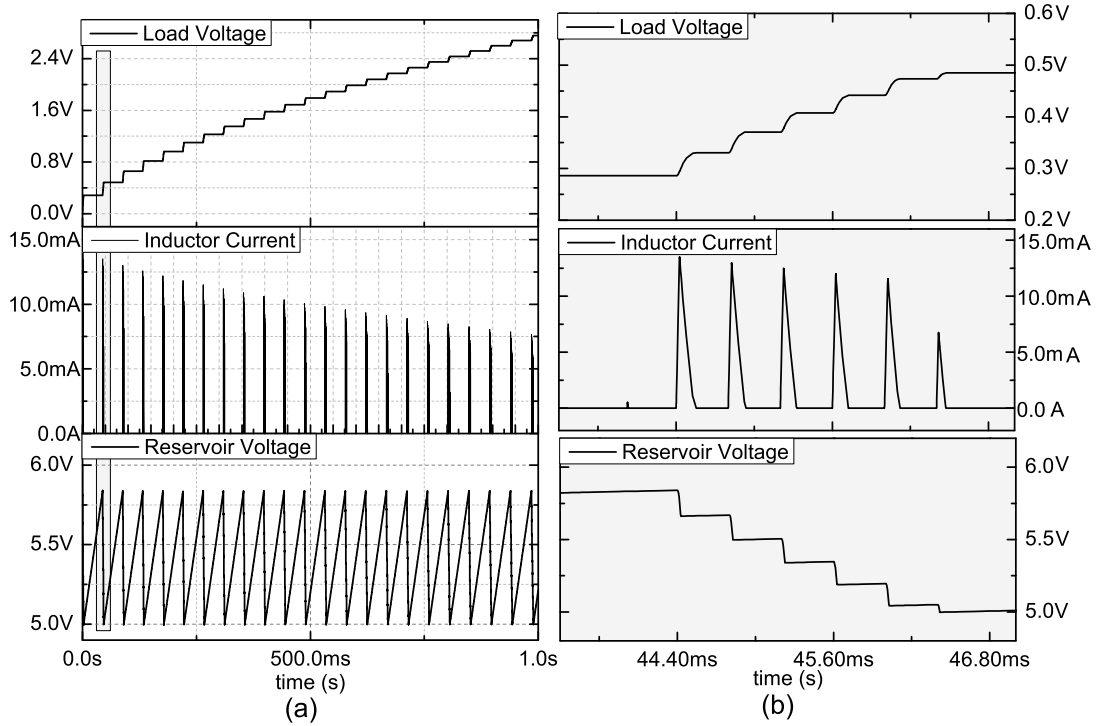 Load Voltage
2.4V
1.6V
0.8V
0.0V
Inductor Current
15.0mA
10.0mA
5.0mA
0.0A
Reservoir Voltage
6.0V
5.5V
5.0V
0.0s 500.0ms 1.0s
time (s)
(a)
Load Voltage
0.6V
0.5V
0.4V
0.3V
0.2V
Inductor Current
15.0mA
10.0mA
5.0mA
0.0 A
Reservoir Voltage
6.0V
5.5V
5.0V
44.40ms 45.60ms 46.80ms
time (s)
(b)